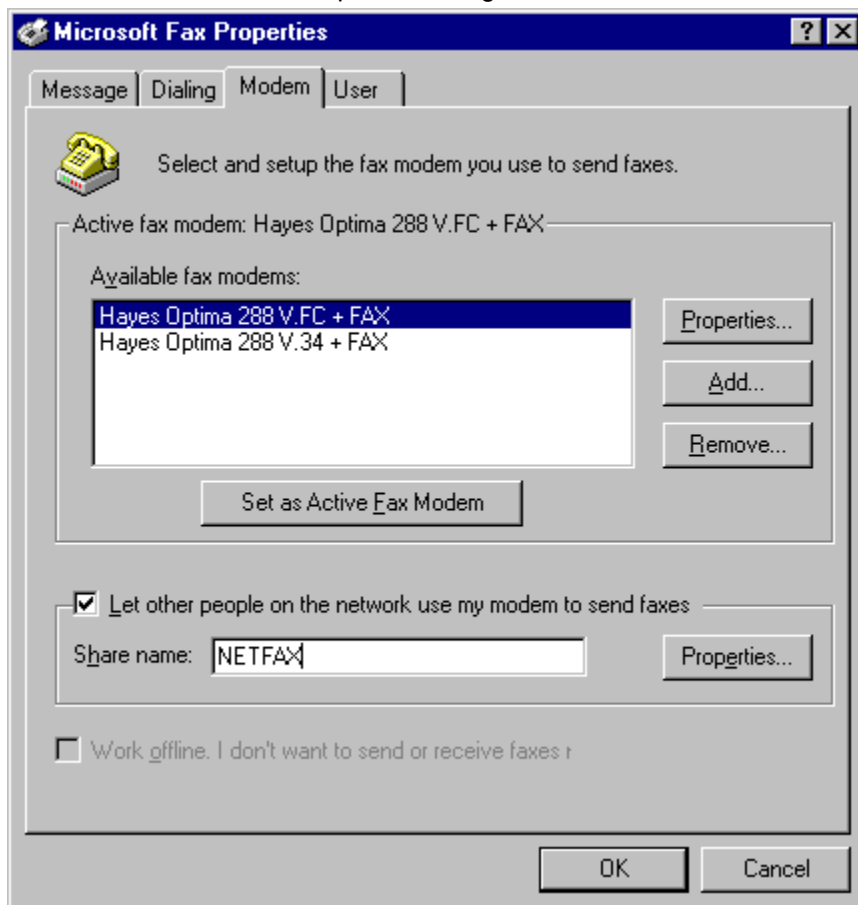 Microsoft Fax Properties
Message Dialing Modem User
Select and setup the fax modem you use to send faxes.
Active fax modem: Hayes Optima 288 V.FC + FAX
Available fax modems:
Hayes Optima 288 V.FC + FAX
Hayes Optima 288 V.34 + FAX
Properties...
Add...
Remove...
Set as Active Fax Modem
Let other people on the network use my modem to send faxes
Share name: NETFAX Properties...
Work offline. I don't want to send or receive faxes
OK Cancel